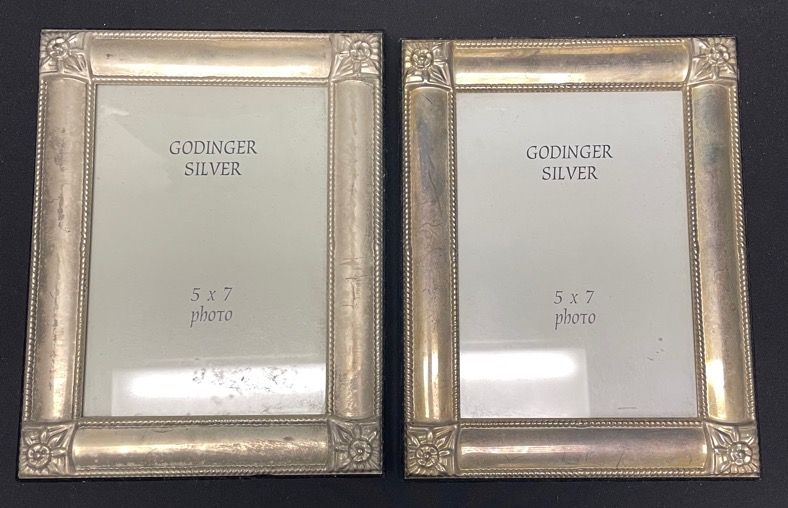 GODINGER
SILVER
5 x 7
photo
GODINGER
SILVER
5 x 7
photo